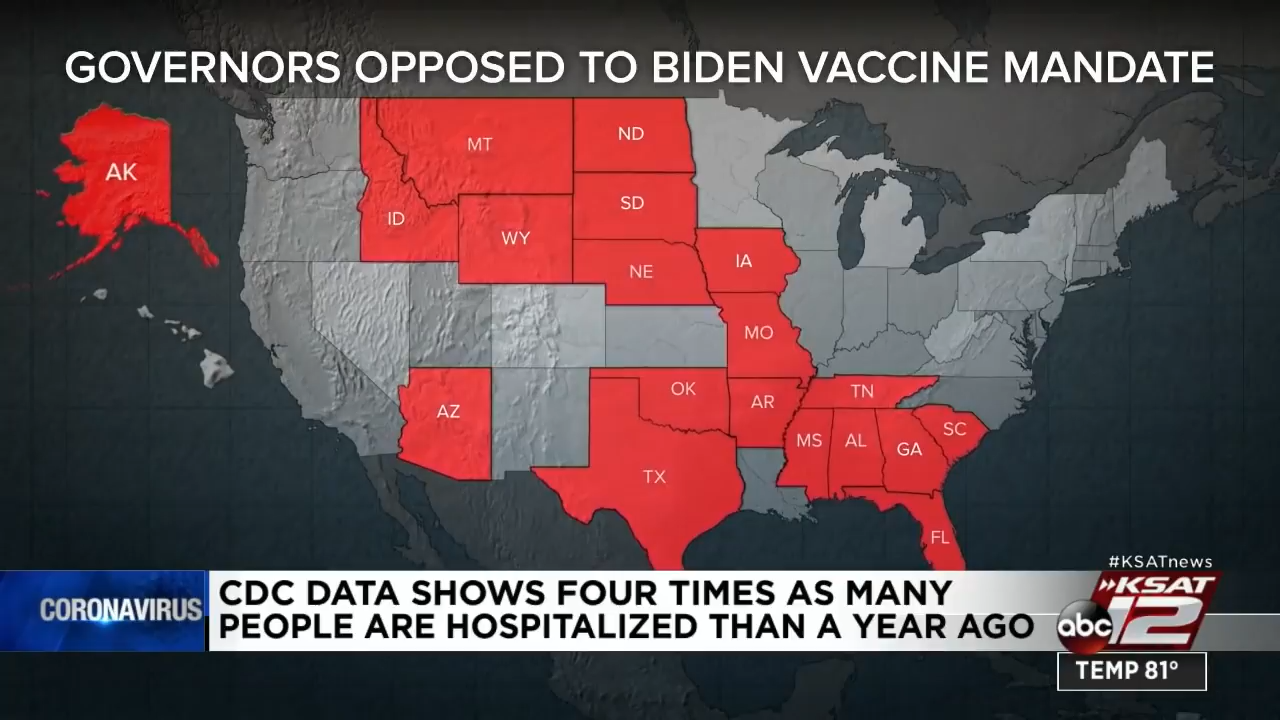 GOVERNORS OPPOSED TO BIDEN VACCINE MANDATE
AK
MT
ND
ID
WY
SD
NE
IA
MO
AZ
OK
AR
TN
TX
MS
AL
GA
SC
FL
#KSATnews
CORONAVIRUS
CDC DATA SHOWS FOUR TIMES AS MANY
PEOPLE ARE HOSPITALIZED THAN A YEAR AGO
KSAT
abc 12
TEMP 81°